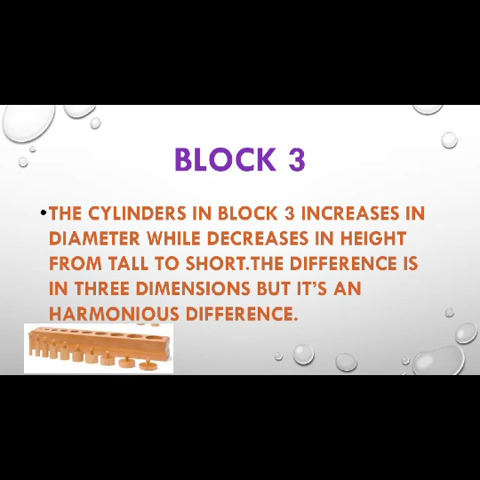 BLOCK 3
•THE CYLINDERS IN BLOCK 3 INCREASES IN
DIAMETER WHILE DECREASES IN HEIGHT
FROM TALL TO SHORT.THE DIFFERENCE IS
IN THREE DIMENSIONS BUT IT'S AN
HARMONIOUS DIFFERENCE.